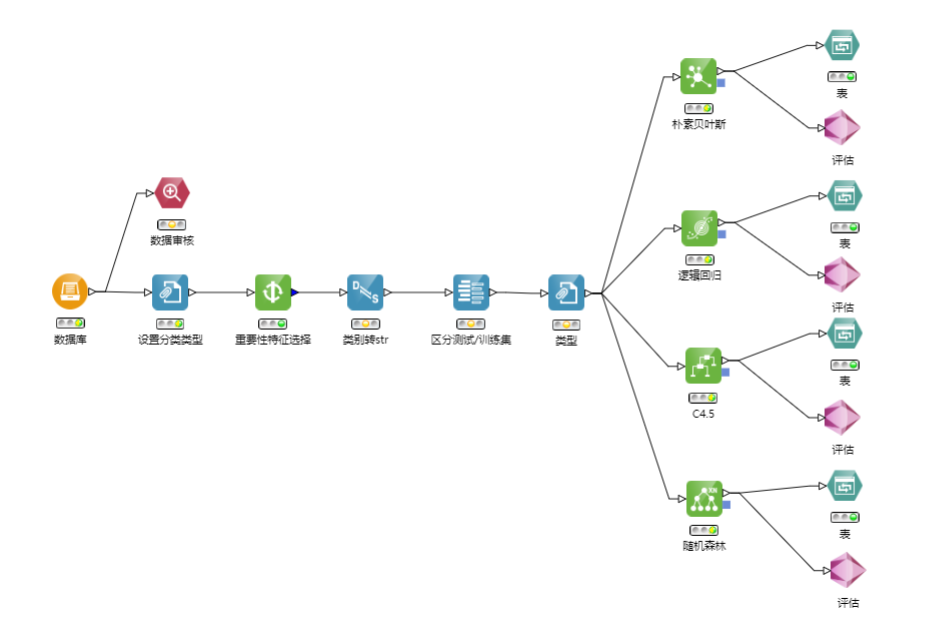 表
朴素贝叶斯
评估
数据审核
表
逻辑回归
数据库
设置分类类型
重要性特征选择
类别转str
区分测试/训练集
类型
评估
表
C4.5
评估
表
随机森林
评估